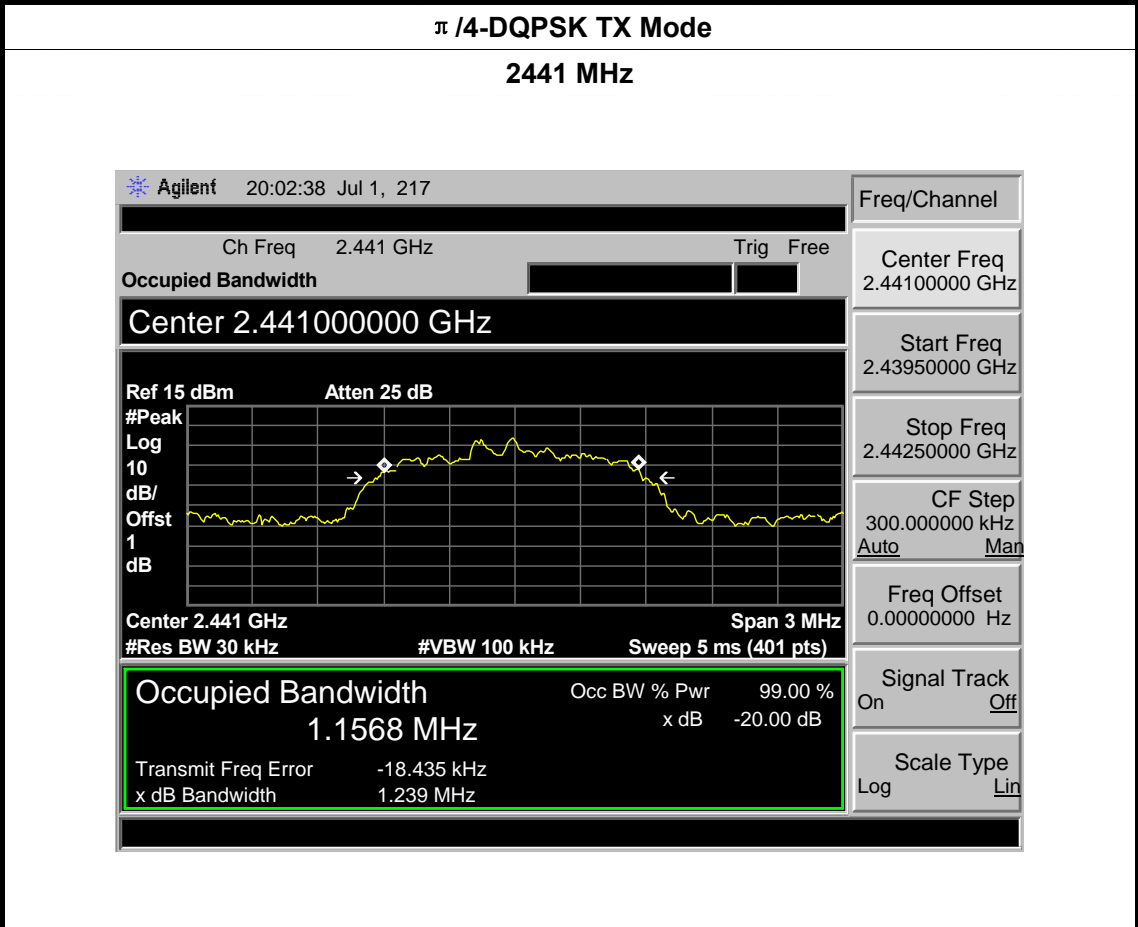 π /4-DQPSK TX Mode
2441 MHz
Agilent 20:02:38 Jul 1, 217
Freq/Channel
Ch Freq 2.441 GHz Trig Free
Occupied Bandwidth
Center 2.441000000 GHz
Ref 15 dBm Atten 25 dB
#Peak
Log
10
dB/
Offst
1
dB
Center 2.441 GHz Span 3 MHz
#Res BW 30 kHz #VBW 100 kHz Sweep 5 ms (401 pts)
Occupied Bandwidth Occ BW % Pwr 99.00 %
1.1568 MHz x dB -20.00 dB
Transmit Freq Error -18.435 kHz
x dB Bandwidth 1.239 MHz
Center Freq
2.44100000 GHz
Start Freq
2.43950000 GHz
Stop Freq
2.44250000 GHz
CF Step
300.000000 kHz
Auto Man
Freq Offset
0.00000000 Hz
Signal Track
On Off
Scale Type
Log Lin